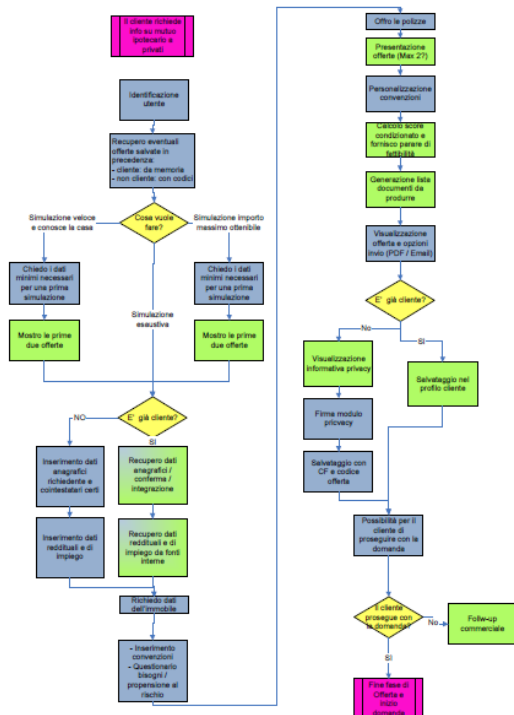 Il cliente richiede
info su mutuo
ipotecario a
privati
Identificazione
utente
Recupero eventuali
offerte salvate in
precedenza:
- cliente: da memoria
- non cliente: con codici
Simulazione veloce
e conosce la casa
Cosa vuole
fare?
Simulazione importo
massimo ottenibile
Chiedo i dati
minimi necessari
per una prima
simulazione
Chiedo i dati
minimi necessari
per una prima
simulazione
Simulazione
esaustiva
Mostro le prime
due offerte
Mostro le prime
due offerte
E' già cliente?
NO
SI
Inserimento dati
anagrafici
richiedente e
cointestatari certi
Recupero dati
anagrafici /
conferma /
integrazione
Inserimento dati
reddituali e di
impiego
Recupero dati
reddituali e di
impiego da fonti
interne
Richiedo dati
dell'immobile
- Inserimento
convenzioni
- Questionario
bisogni /
propensione al
rischio
Offro le polizze
Presentazione
offerte (Max 2?)
Personalizzazione
convenzioni
Calcolo score
condizionato e
fornisco parare di
fattibilità
Generazione lista
documenti da
produrre
Visualizzazione
offerta e opzioni
invio (PDF / Email)
E' già cliente?
No
SI
Visualizzazione
informativa privacy
Salvataggio nel
profilo cliente
Firma modulo
pricvacy
Salvataggio con
CF e codice
offerta
Possibilità per il
cliente di
proseguire con la
domanda
Il cliente
prosegue con
la domanda?
No
Follw-up
commerciale
SI
Fine fase di
Offerta e
Inizio
domanda